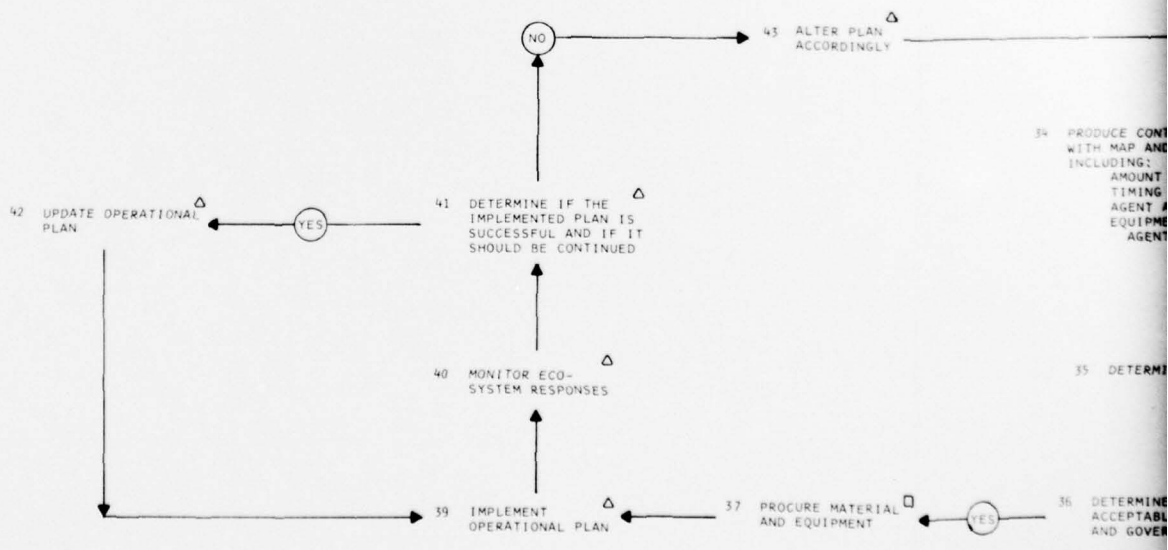 NO
43 ALTER PLAN
ACCORDINGLY
34 PRODUCE CONT
WITH MAP AND
INCLUDING:
AMOUNT
TIMING
AGENT A
EQUIPME
AGENT
42 UPDATE OPERATIONAL
PLAN
YES
41 DETERMINE IF THE
IMPLEMENTED PLAN IS
SUCCESSFUL AND IF IT
SHOULD BE CONTINUED
40 MONITOR ECO-
SYSTEM RESPONSES
35 DETERMI
39 IMPLEMENT
OPERATIONAL PLAN
37 PROCURE MATERIAL
AND EQUIPMENT
YES
36 DETERMINE
ACCEPTABL
AND GOVER